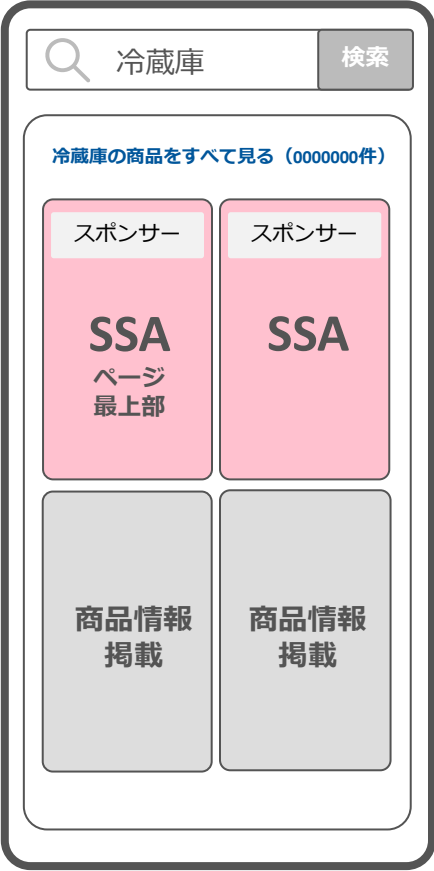 冷蔵庫
検索
冷蔵庫の商品をすべて見る（0000000件）
スポンサー
SSA
ページ
最上部
スポンサー
SSA
商品情報
掲載
商品情報
掲載